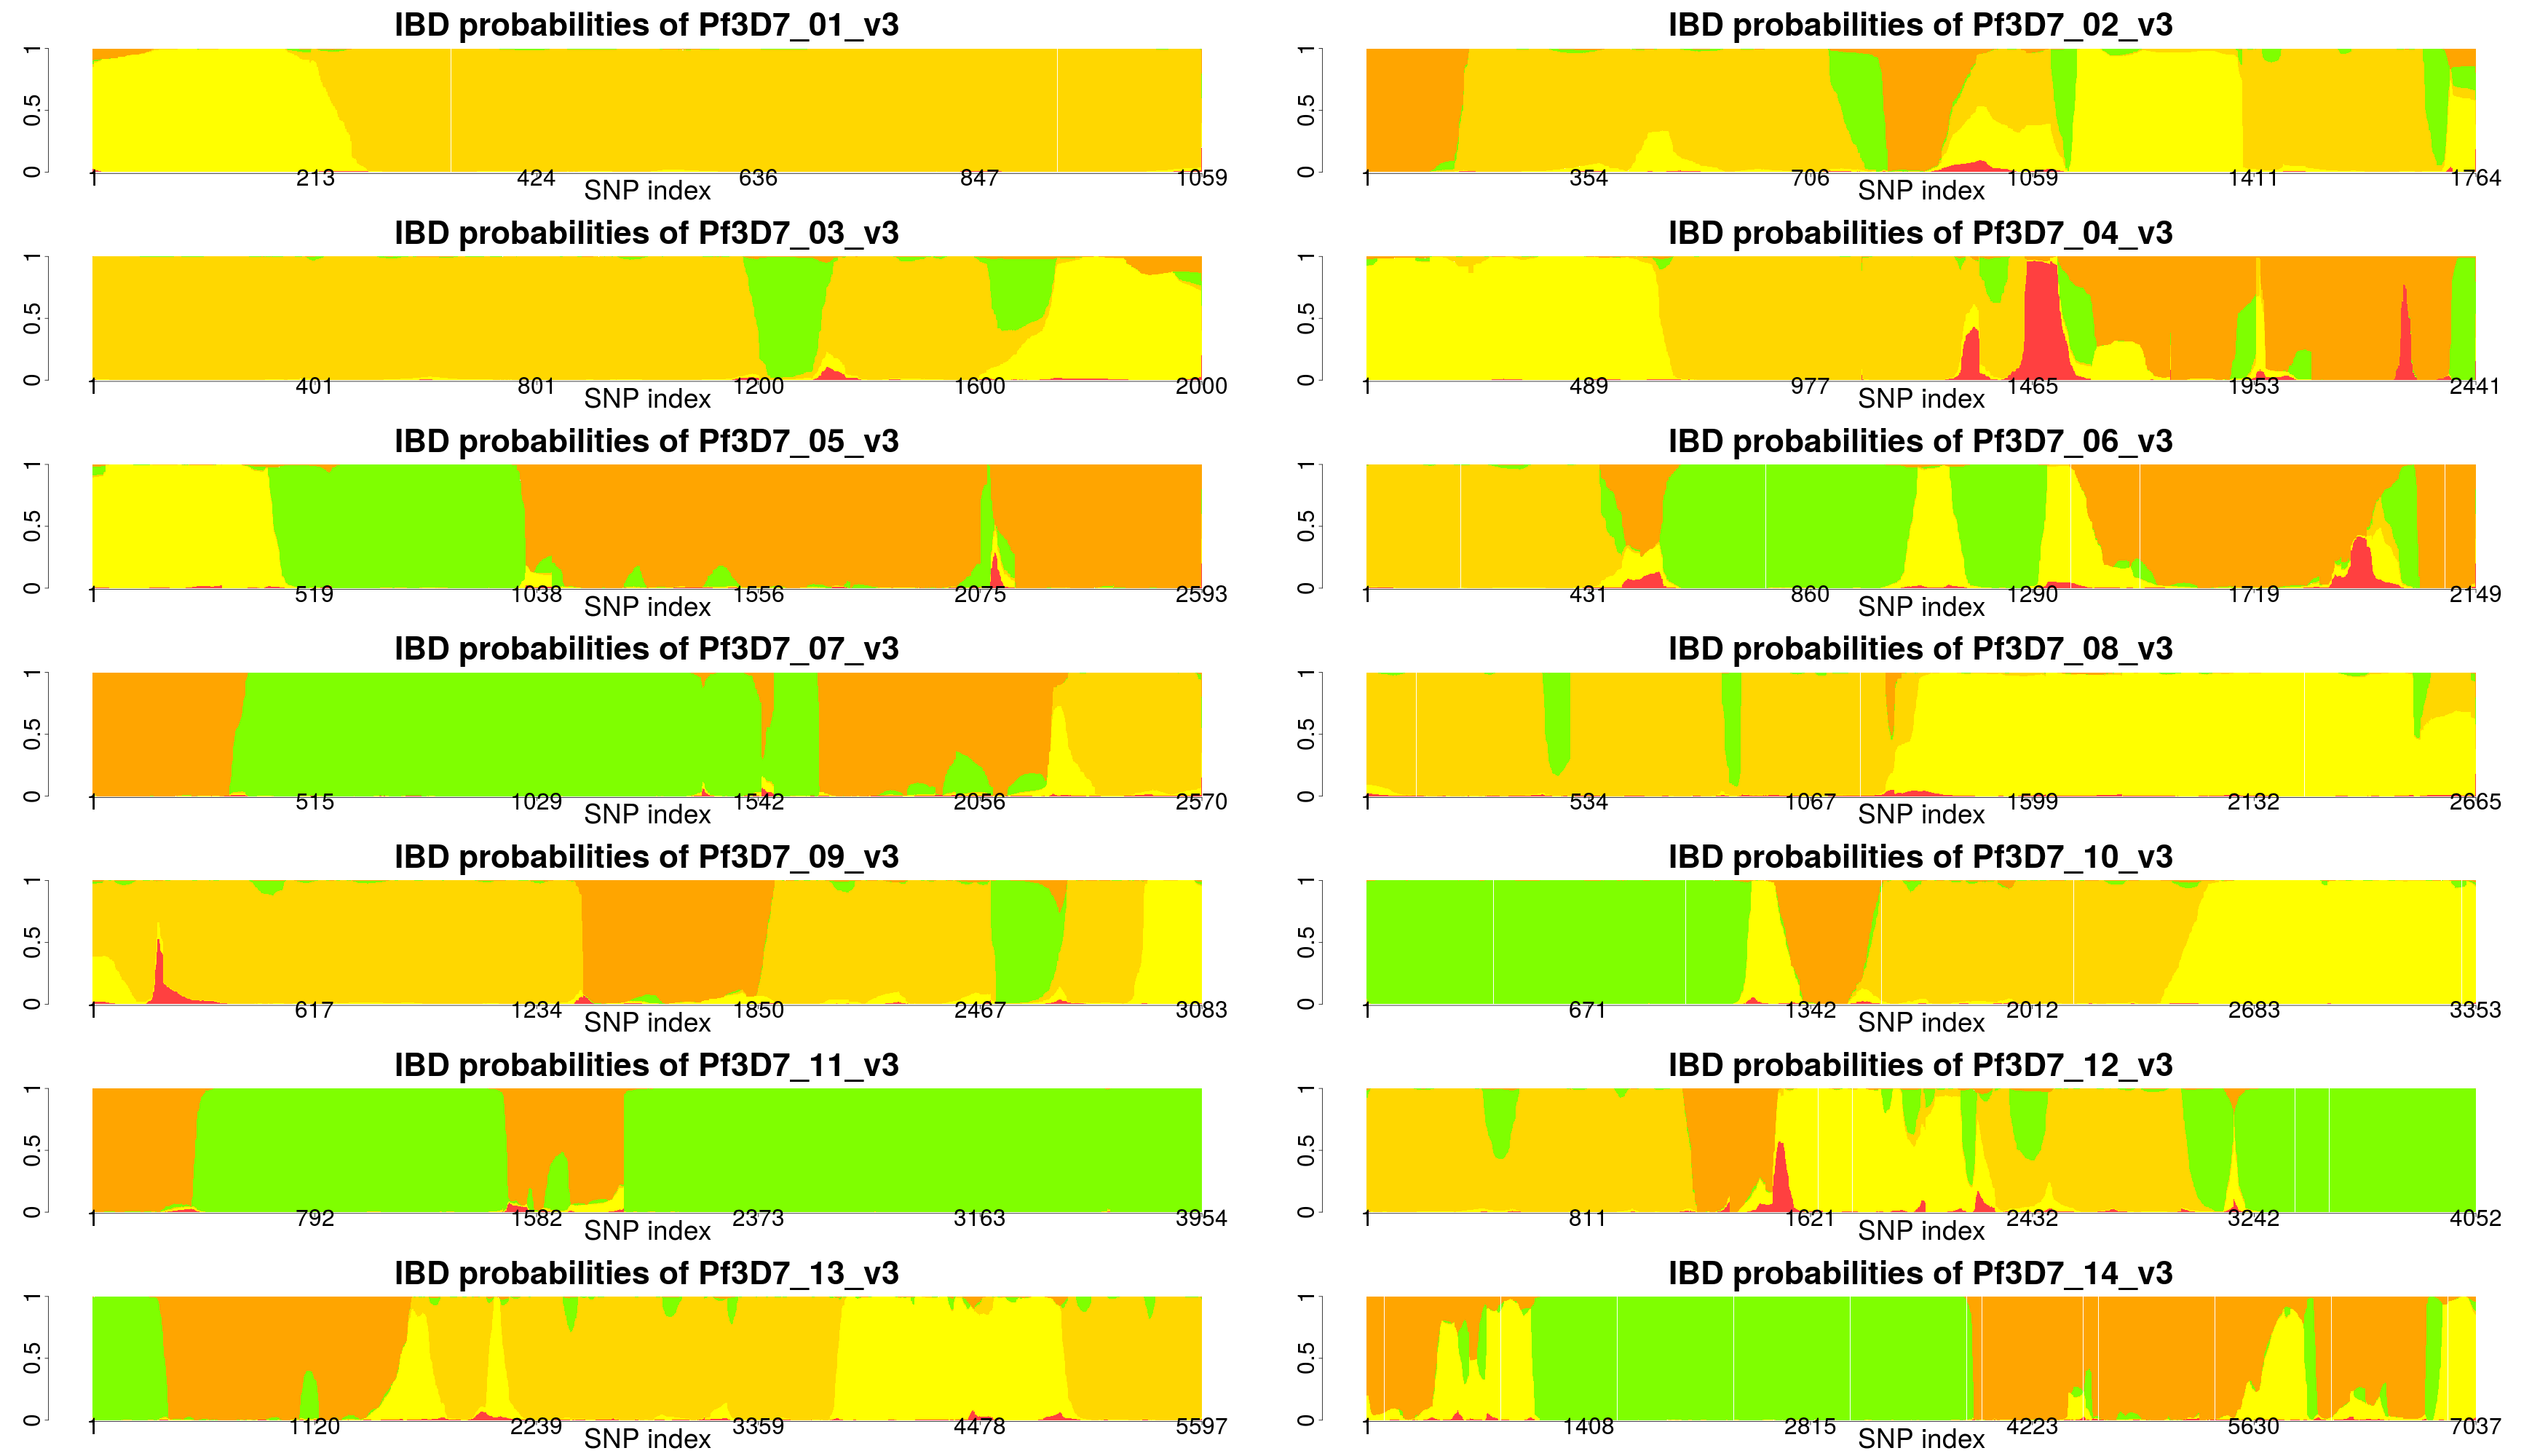 IBD probabilities of Pf3D7_01_v3
1
0.5
0
1 213 424 636 847 1059
SNP index
IBD probabilities of Pf3D7_02_v3
1
0.5
0
1 354 706 1059 1411 1764
SNP index
IBD probabilities of Pf3D7_03_v3
1
0.5
0
1 401 801 1200 1600 2000
SNP index
IBD probabilities of Pf3D7_04_v3
1
0.5
0
1 489 977 1465 1953 2441
SNP index
IBD probabilities of Pf3D7_05_v3
1
0.5
0
1 519 1038 1556 2075 2593
SNP index
IBD probabilities of Pf3D7_06_v3
1
0.5
0
1 431 860 1290 1719 2149
SNP index
IBD probabilities of Pf3D7_07_v3
1
0.5
0
1 515 1029 1542 2056 2570
SNP index
IBD probabilities of Pf3D7_08_v3
1
0.5
0
1 534 1067 1599 2132 2665
SNP index
IBD probabilities of Pf3D7_09_v3
1
0.5
0
1 617 1234 1850 2467 3083
SNP index
IBD probabilities of Pf3D7_10_v3
1
0.5
0
1 671 1342 2012 2683 3353
SNP index
IBD probabilities of Pf3D7_11_v3
1
0.5
0
1 792 1582 2373 3163 3954
SNP index
IBD probabilities of Pf3D7_12_v3
1
0.5
0
1 811 1621 2432 3242 4052
SNP index
IBD probabilities of Pf3D7_13_v3
1
0.5
0
1 1120 2239 3359 4478 5597
SNP index
IBD probabilities of Pf3D7_14_v3
1
0.5
0
1 1408 2815 4223 5630 7037
SNP index